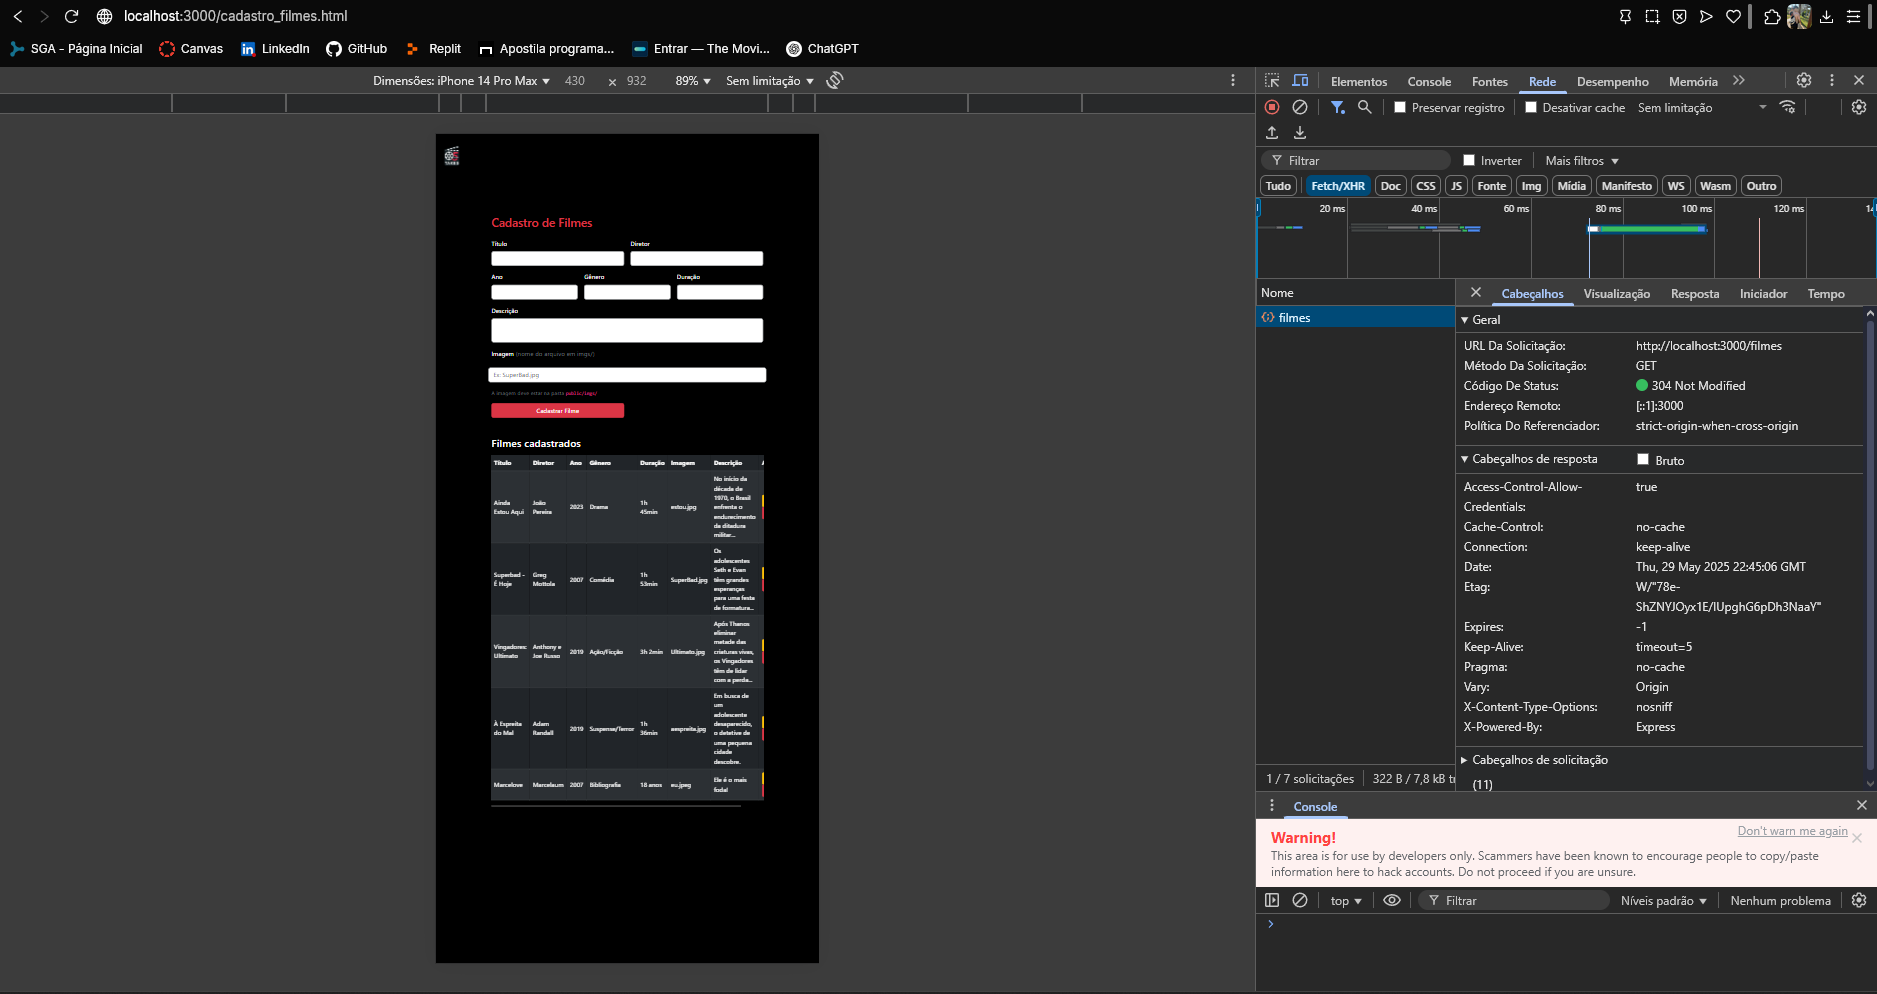 localhost:3000/cadastro_filmes.html
SGA - Página Inicial
Canvas
LinkedIn
GitHub
Replit
Apostila programa...
Entrar — The Movi...
ChatGPT
Dimensões: iPhone 14 Pro Max
430
×
932
89%
Sem limitação
Cadastro de Filmes
Título
Diretor
Ano
Gênero
Duração
Descrição
Imagem (nome do arquivo em imgs/)
Ex: SuperBad.jpg
A imagem deve estar na pasta public/imgs/
Cadastrar Filme
Filmes cadastrados
Título Diretor Ano Gênero Duração Imagem Descrição
Ainda Estou Aqui
João Pereira
2023
Drama
1h 45min
estou.jpg
No início da
década de
1970, o Brasil
enfrenta o
endurecimento
da ditadura
militar...
Superbad - É Hoje
Greg Mottola
2007
Comédia
1h 53min
SuperBad.jpg
Os
adolescentes
Seth e Evan
têm grandes
esperanças
para uma festa
de formatura...
Vingadores: Ultimato
Anthony e Joe Russo
2019
Ação/Ficção
3h 2min
Ultimato.jpg
Após Thanos
eliminar
metade das
criaturas vivas,
os Vingadores
têm de lidar
com a perda...
À Espreita do Mal
Adam Randall
2019
Suspense/Terror
1h 36min
aespreita.jpg
Em busca de
um
adolescente
desaparecido,
o detetive de
uma pequena
cidade
descobre.
Marcelove
Marcelaum
2007
Bibliografia
18 anos
eu.jpeg
Ele é o mais
foda!
Elementos
Console
Fontes
Rede
Desempenho
Memória
Preservar registro
Desativar cache
Sem limitação
Filtrar
Inverter
Mais filtros
Tudo
Fetch/XHR
Doc
CSS
JS
Fonte
Img
Mídia
Manifesto
WS
Wasm
Outro
20 ms
40 ms
60 ms
80 ms
100 ms
120 ms
14
Nome
filmes
Cabeçalhos
Visualização
Resposta
Iniciador
Tempo
Geral
URL Da Solicitação: http://localhost:3000/filmes
Método Da Solicitação: GET
Código De Status: 304 Not Modified
Endereço Remoto: [::1]:3000
Política Do Referenciador: strict-origin-when-cross-origin
Cabeçalhos de resposta
Bruto
Access-Control-Allow-Credentials: true
Cache-Control: no-cache
Connection: keep-alive
Date: Thu, 29 May 2025 22:45:06 GMT
Etag: W/"78e-
ShZNYJOyx1E/IUpghG6pDh3NaaY"
Expires: -1
Keep-Alive: timeout=5
Pragma: no-cache
Vary: Origin
X-Content-Type-Options: nosniff
X-Powered-By: Express
Cabeçalhos de solicitação
(11)
1 / 7 solicitações
322 B / 7,8 kB tr
Console
Warning!
Don't warn me again
This area is for use by developers only. Scammers have been known to encourage people to copy/paste
information here to hack accounts. Do not proceed if you are unsure.
top
Filtrar
Níveis padrão
Nenhum problema